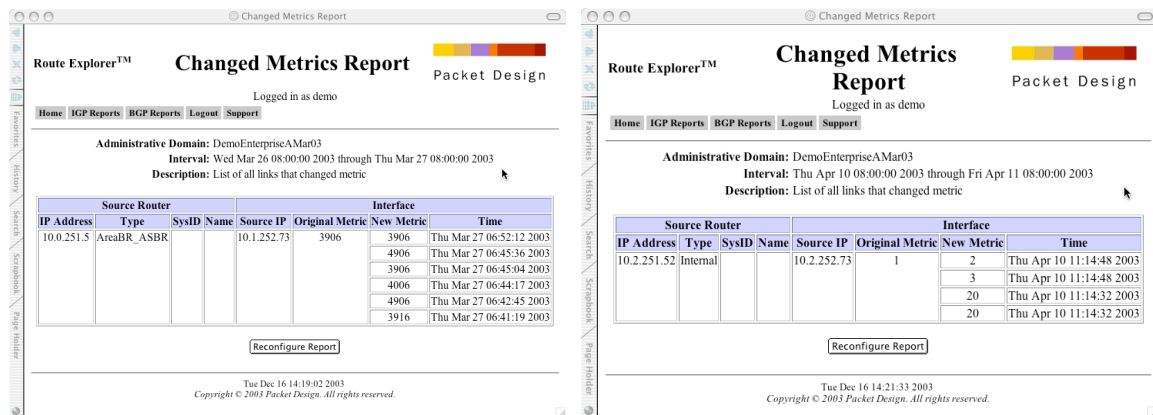 Changed Metrics Report
Route Explorer™
Changed Metrics Report
Packet Design
Logged in as demo
Home IGP Reports BGP Reports Logout Support
Administrative Domain: DemoEnterpriseAMar03
Interval: Wed Mar 26 08:00:00 2003 through Thu Mar 27 08:00:00 2003
Description: List of all links that changed metric
Source Router Interface
IP Address Type SysID Name Source IP Original Metric New Metric Time
10.0.251.5 AreaBR_ASBR 10.1.252.73 3906 3906 Thu Mar 27 06:52:12 2003
4906 Thu Mar 27 06:45:36 2003
3906 Thu Mar 27 06:45:04 2003
4006 Thu Mar 27 06:44:17 2003
4906 Thu Mar 27 06:42:45 2003
3916 Thu Mar 27 06:41:19 2003
Reconfigure Report
Tue Dec 16 14:19:02 2003
Copyright © 2003 Packet Design. All rights reserved.
Favorites
History
Search
Scrapbook
Page Holder
Changed Metrics Report
Route Explorer™
Changed Metrics
Report
Packet Design
Logged in as demo
Home IGP Reports BGP Reports Logout Support
Administrative Domain: DemoEnterpriseAMar03
Interval: Thu Apr 10 08:00:00 2003 through Fri Apr 11 08:00:00 2003
Description: List of all links that changed metric
Source Router Interface
IP Address Type SysID Name Source IP Original Metric New Metric Time
10.2.251.52 Internal 10.2.252.73 1 2 Thu Apr 10 11:14:48 2003
3 Thu Apr 10 11:14:48 2003
20 Thu Apr 10 11:14:32 2003
20 Thu Apr 10 11:14:32 2003
Reconfigure Report
Tue Dec 16 14:21:33 2003
Copyright © 2003 Packet Design. All rights reserved.
Favorites
History
Search
Scrapbook
Page Holder